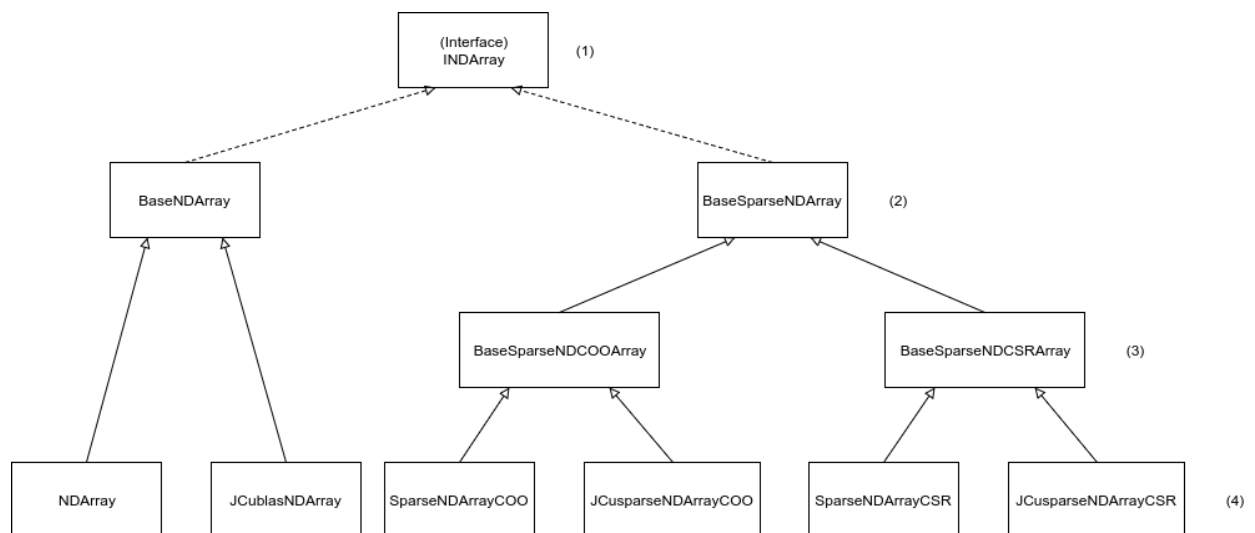 (Interface)
INDArray
(1)
BaseNDArray
BaseSparseNDArray
(2)
BaseSparseNDCOOArray
BaseSparseNDCSRArray
(3)
NDArray
JCublasNDArray
SparseNDArrayCOO
JCusparseNDArrayCOO
SparseNDArrayCSR
JCusparseNDArrayCSR
(4)